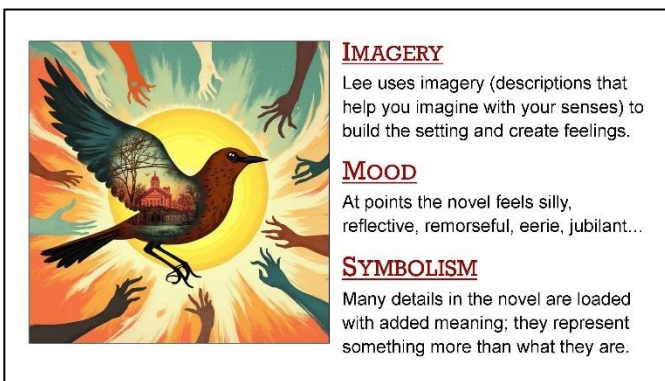 IMAGERY
Lee uses imagery (descriptions that
help you imagine with your senses) to
build the setting and create feelings.
MOOD
At points the novel feels silly,
reflective, remorseful, eerie, jubilant...
SYMBOLISM
Many details in the novel are loaded
with added meaning; they represent
something more than what they are.